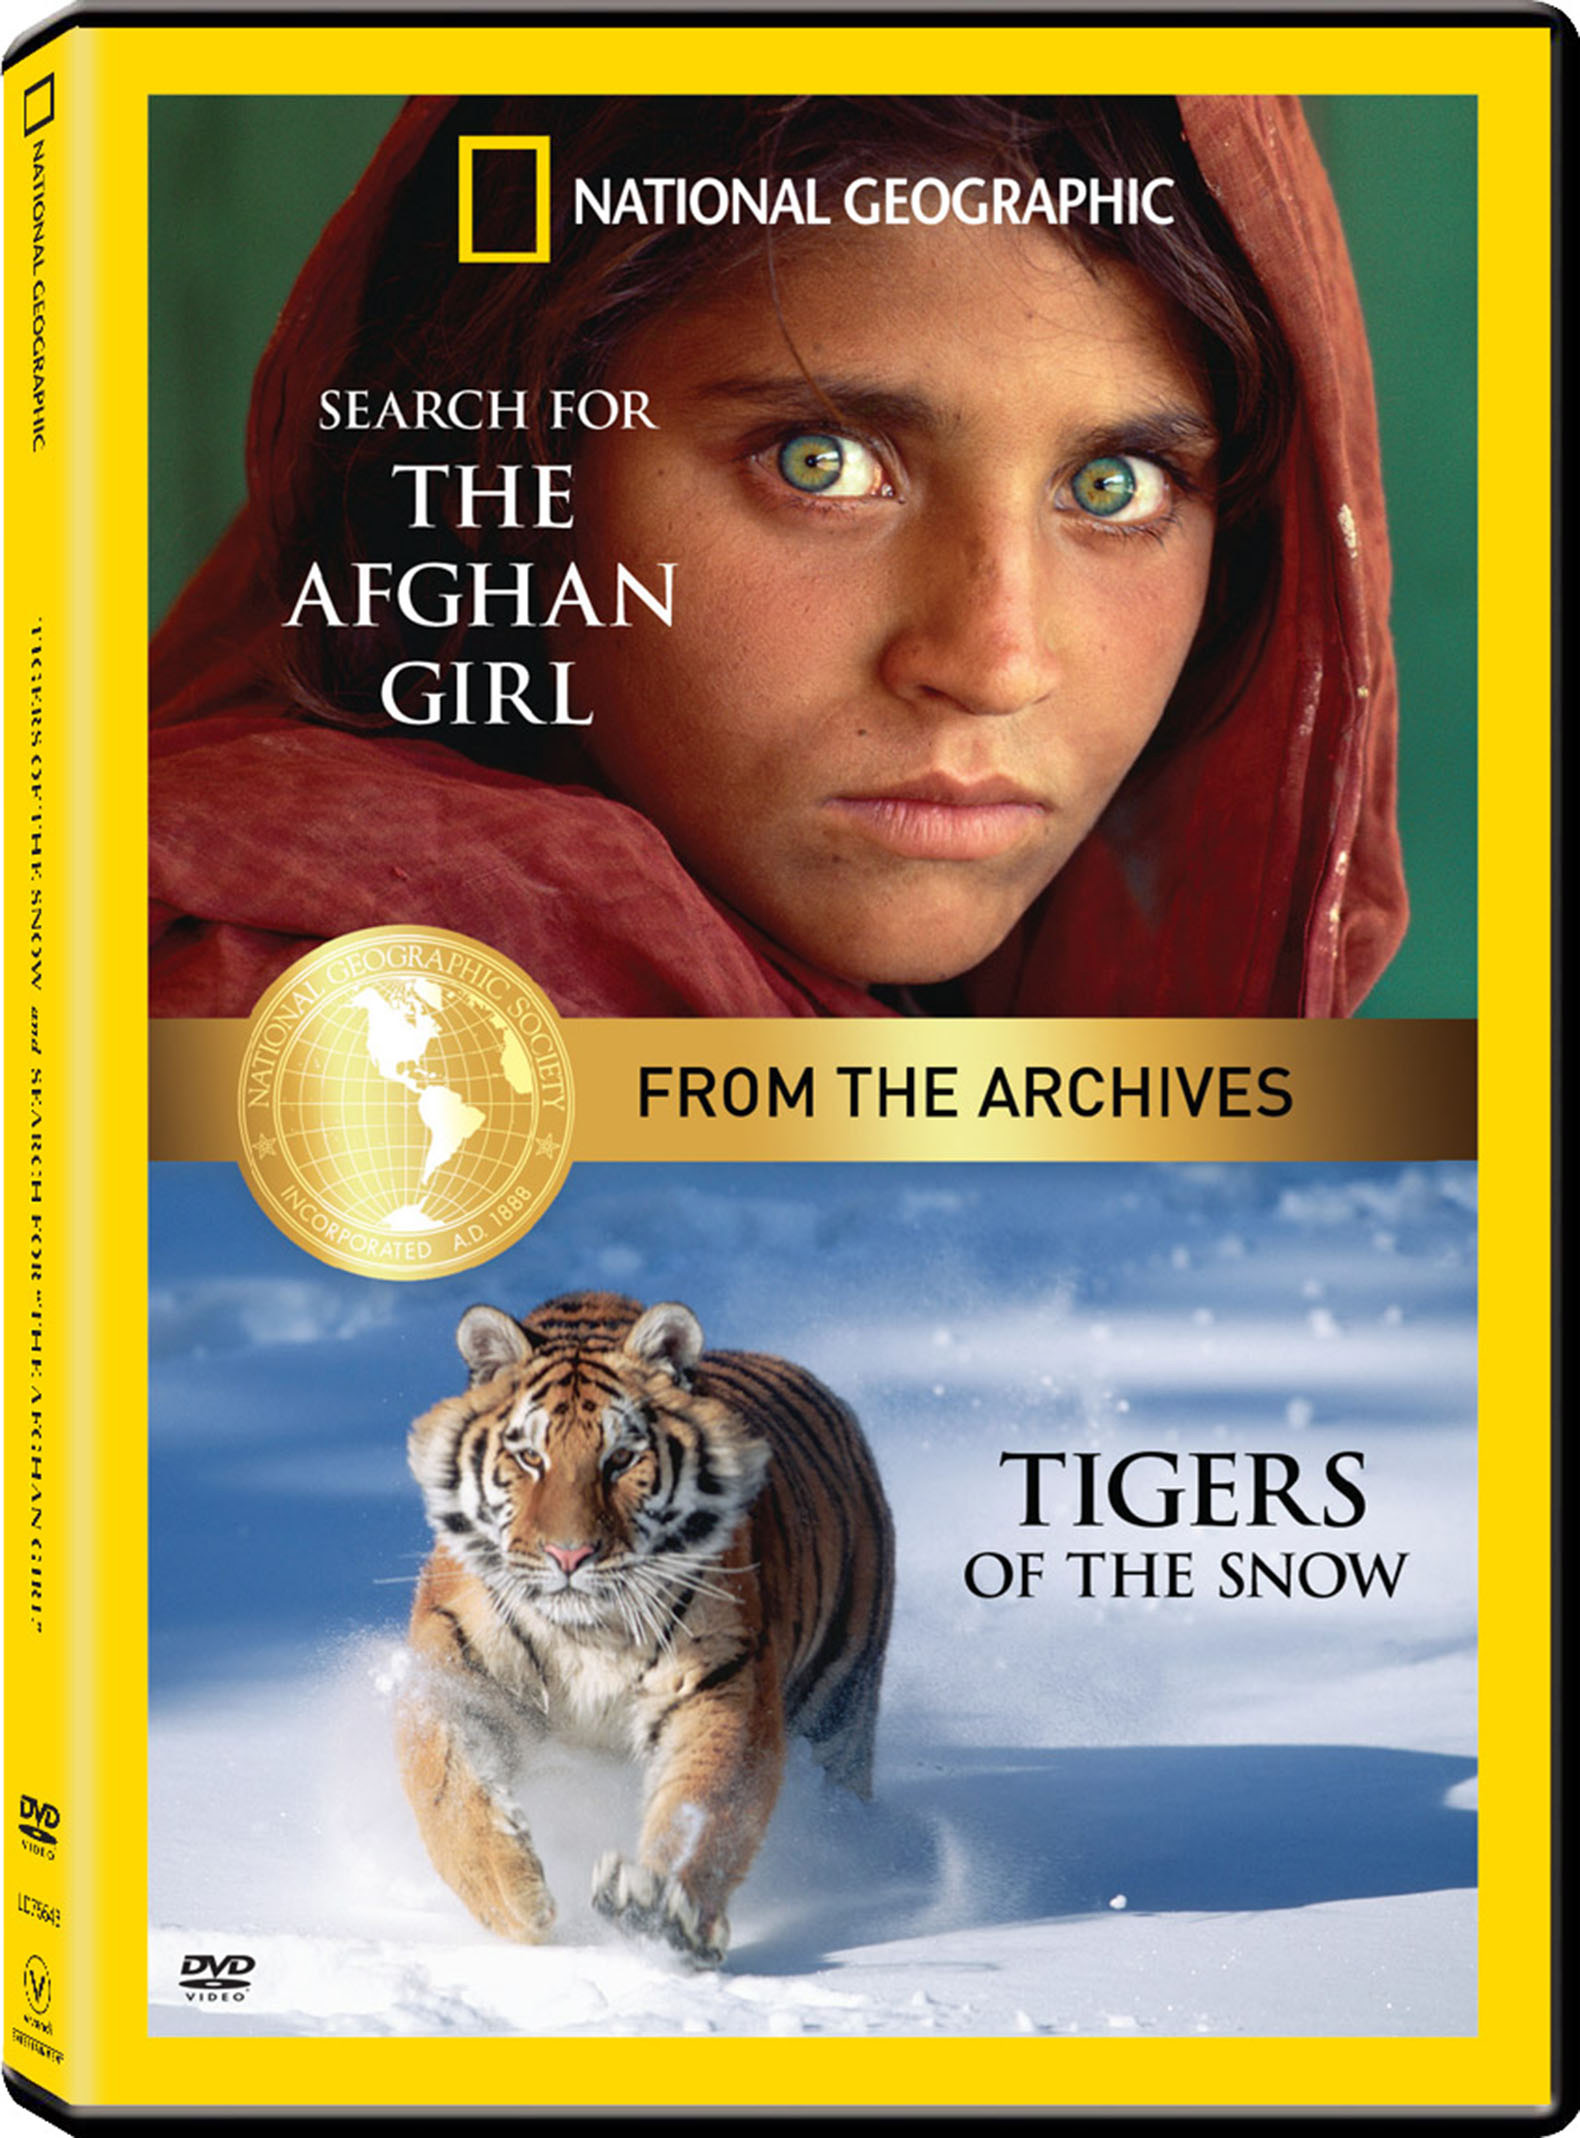 NATIONAL GEOGRAPHIC
SEARCH FOR
THE
AFGHAN
GIRL
NATIONAL GEOGRAPHIC SOCIETY
INCORPORATED A.D. 1888
FROM THE ARCHIVES
TIGERS
OF THE SNOW
DVD
VIDEO
NATIONAL GEOGRAPHIC
TIGERS OF THE SNOW and SEARCH FOR "THE AFGHAN GIRL"
DVD
VIDEO
V